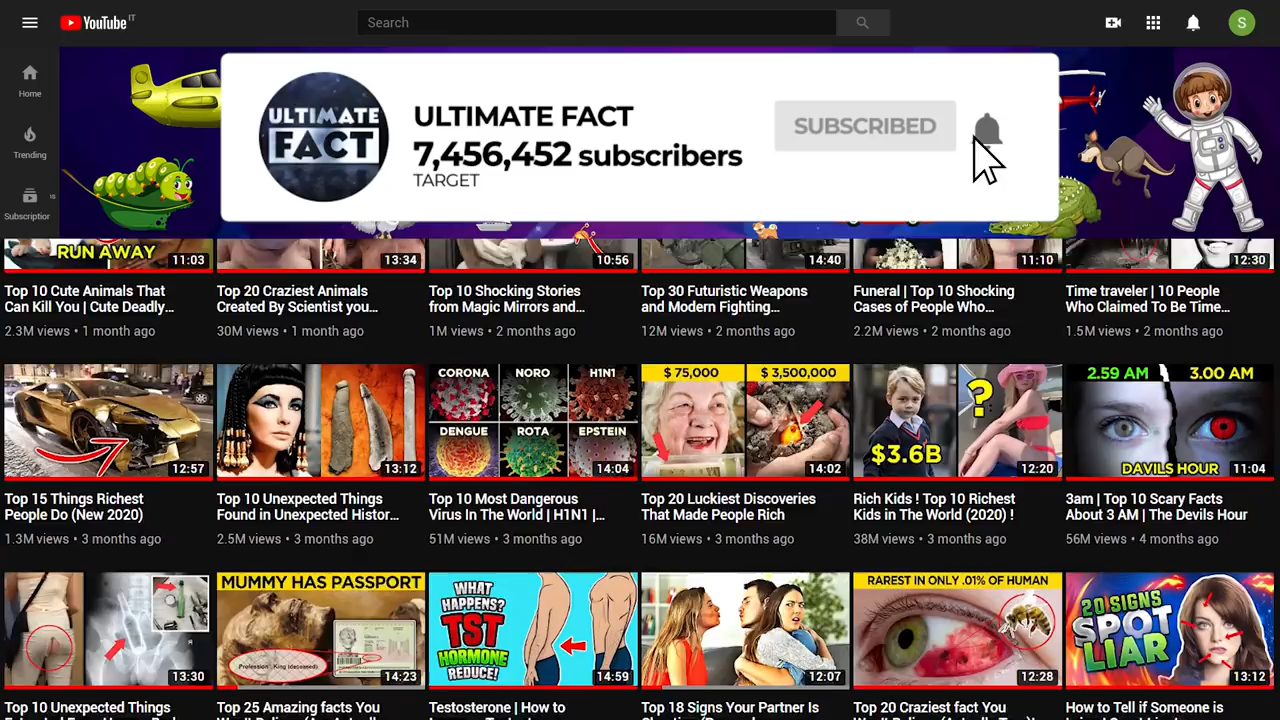 YouTube IT
Search
S
Home
Trending
Subscription
ULTIMATE
FACT
ULTIMATE FACT
7,456,452 subscribers
TARGET
SUBSCRIBED
RUN AWAY
11:03
13:34
10:56
14:40
11:10
12:30
Top 10 Cute Animals That
Can Kill You | Cute Deadly...
2.3M views • 1 month ago
Top 20 Craziest Animals
Created By Scientist you...
30M views • 1 month ago
Top 10 Shocking Stories
from Magic Mirrors and...
1M views • 2 months ago
Top 30 Futuristic Weapons
and Modern Fighting...
12M views • 2 months ago
Funeral | Top 10 Shocking
Cases of People Who...
2.2M views • 2 months ago
Time traveler | 10 People
Who Claimed To Be Time...
1.5M views • 2 months ago
12:57
13:12
CORONA NORO H1N1
DENGUE ROTA EPSTEIN
14:04
$ 75,000 $ 3,500,000
14:02
?
$3.6B
12:20
2.59 AM 3.00 AM
DAVILS HOUR
11:04
Top 15 Things Richest
People Do (New 2020)
1.3M views • 3 months ago
Top 10 Unexpected Things
Found in Unexpected Histor...
2.5M views • 3 months ago
Top 10 Most Dangerous
Virus In The World | H1N1 |...
51M views • 3 months ago
Top 20 Luckiest Discoveries
That Made People Rich
16M views • 3 months ago
Rich Kids ! Top 10 Richest
Kids in The World (2020) !
38M views • 3 months ago
3am | Top 10 Scary Facts
About 3 AM | The Devils Hour
56M views • 4 months ago
13:30
MUMMY HAS PASSPORT
Profession : King (deceased)
14:23
WHAT
HAPPENS?
TST
HORMONE
REDUCE!
14:59
12:07
RAREST IN ONLY .01% OF HUMAN
12:28
20 SIGNS
SPOT
LIAR
13:12
Top 10 Unexpected Things
Top 25 Amazing facts You
Testosterone | How to
Top 18 Signs Your Partner Is
Top 20 Craziest fact You
How to Tell if Someone is